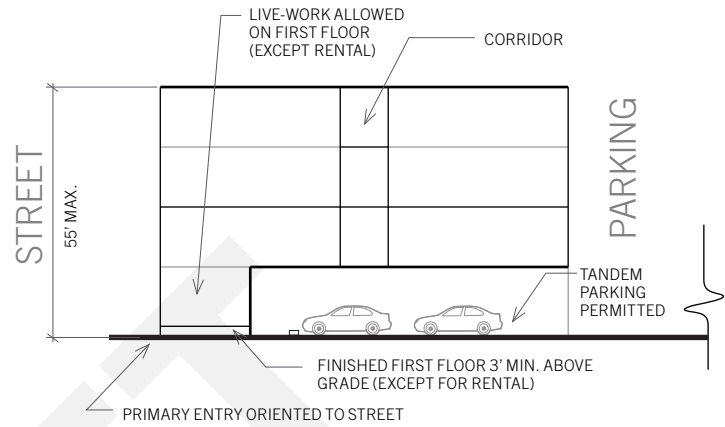 LIVE-WORK ALLOWED
ON FIRST FLOOR
(EXCEPT RENTAL)
CORRIDOR
STREET
55' MAX.
PARKING
TANDEM
PARKING
PERMITTED
FINISHED FIRST FLOOR 3' MIN. ABOVE
GRADE (EXCEPT FOR RENTAL)
PRIMARY ENTRY ORIENTED TO STREET